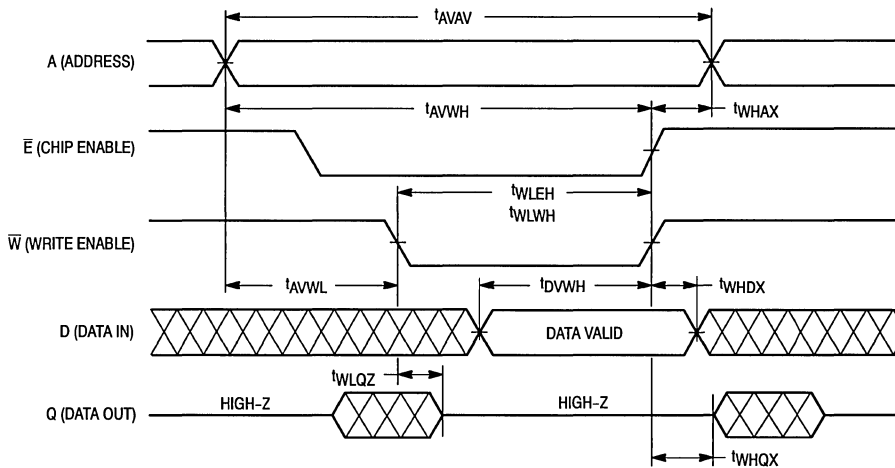 tAVAV
A (ADDRESS)
tAVWH
tWHAX
E (CHIP ENABLE)
tWLEH
tWLWH
W (WRITE ENABLE)
tAVWL
tDVWH
tWHDX
D (DATA IN)
DATA VALID
tWLQZ
Q (DATA OUT)
HIGH–Z
HIGH–Z
tWHQX